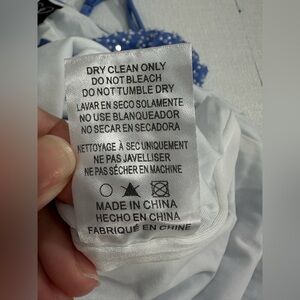 DRY CLEAN ONLY
DO NOT BLEACH
DO NOT TUMBLE DRY
LAVAR EN SECO SOLAMENTE
NO USE BLANQUEADOR
NO SECAR EN SECADORA
NETTOYAGE À SEC UNIQUEMENT
NE PAS JAVELLISER
NE PAS SÉCHER EN MACHINE
MADE IN CHINA
HECHO EN CHINA
FABRIQUÉ EN CHINE